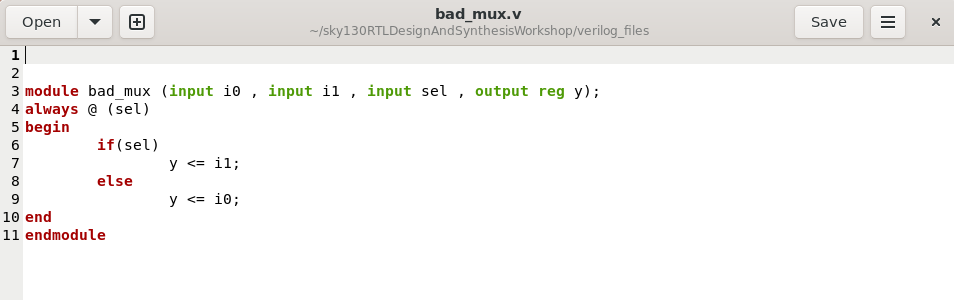 Open
bad_mux.v
~/sky130RTLDesignAndSynthesisWorkshop/verilog_files
Save
1
2
3 module bad_mux (input i0 , input i1 , input sel , output reg y);
4 always @ (sel)
5 begin
6         if(sel)
7                 y <= i1;
8         else
9                 y <= i0;
10 end
11 endmodule